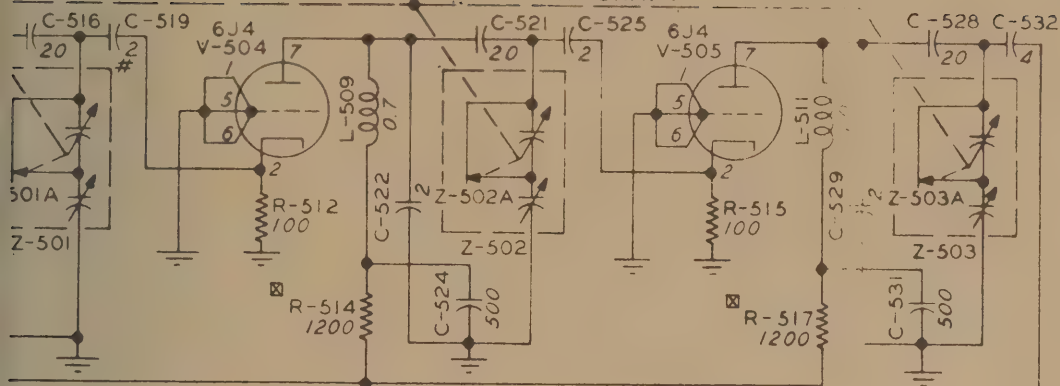 C-516
C-519
20
2
#
6J4
V-504
7
5
6
2
L-509
0.7
C-521
20
C-525
2
6J4
V-505
7
5
6
2
L-511
C-528
20
C-532
4
501A
Z-501
R-512
100
C-522
2
Z-502A
Z-502
R-515
100
C-529
2
Z-503A
Z-503
R-514
1200
C-524
500
R-517
1200
C-531
500